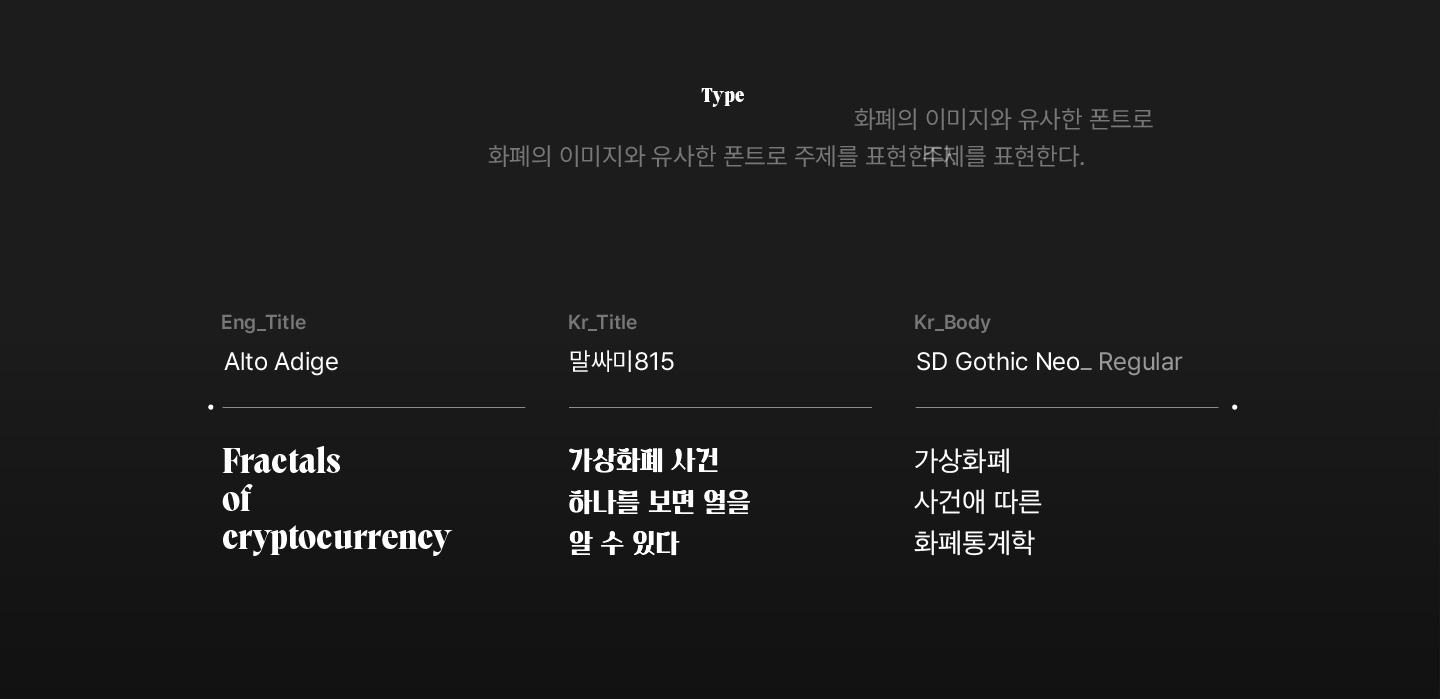 Type
화폐의 이미지와 유사한 폰트로
주제를 표현한다.
화폐의 이미지와 유사한 폰트로 주제를 표현한다.
Eng_Title
Alto Adige
Kr_Title
말싸미815
Kr_Body
SD Gothic Neo_ Regular
Fractals
of
cryptocurrency
가상화폐 사건
하나를 보면 열을
알 수 있다
가상화폐
사건애 따른
화폐통계학